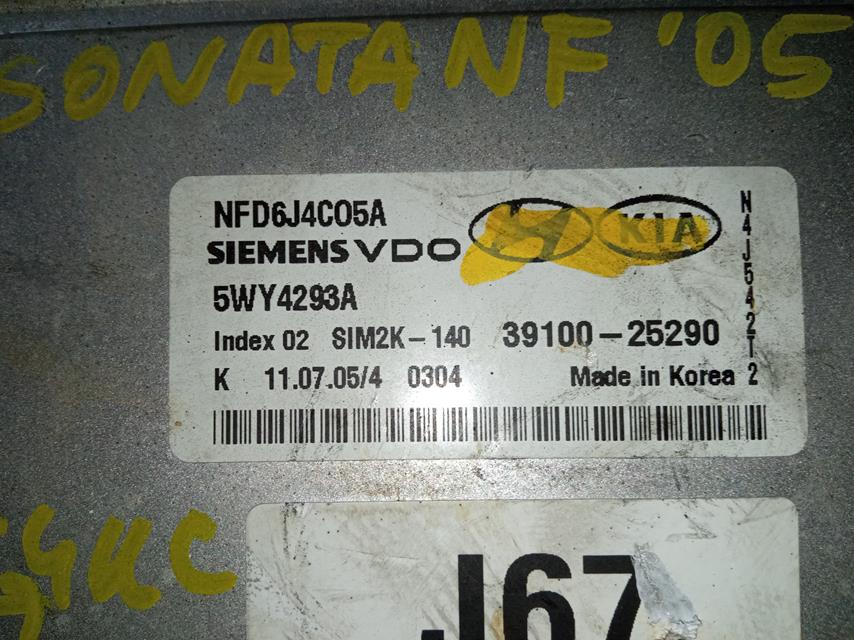 SONATA NF '05
NFD6J4C05A
SIEMENS VDO
KIA
5WY4293A
Index 02 SIM2K-140 39100-25290
K 11.07.05/4 0304 Made in Korea
N4J542T2
J67